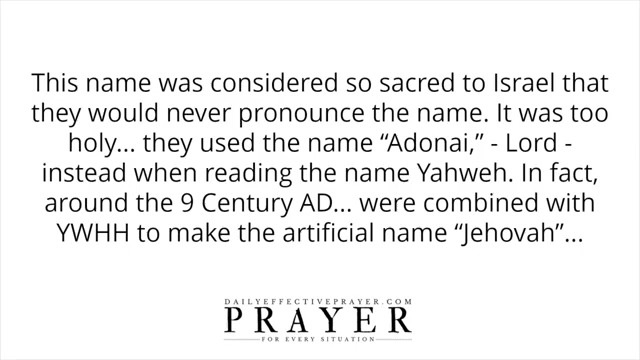 This name was considered so sacred to Israel that
they would never pronounce the name. It was too
holy... they used the name “Adonai,” - Lord -
instead when reading the name Yahweh. In fact,
around the 9 Century AD... were combined with
YWHH to make the artificial name “Jehovah”...
DAILYEFFECTIVEPRAYER.COM
PRAYER
FOR EVERY SITUATION